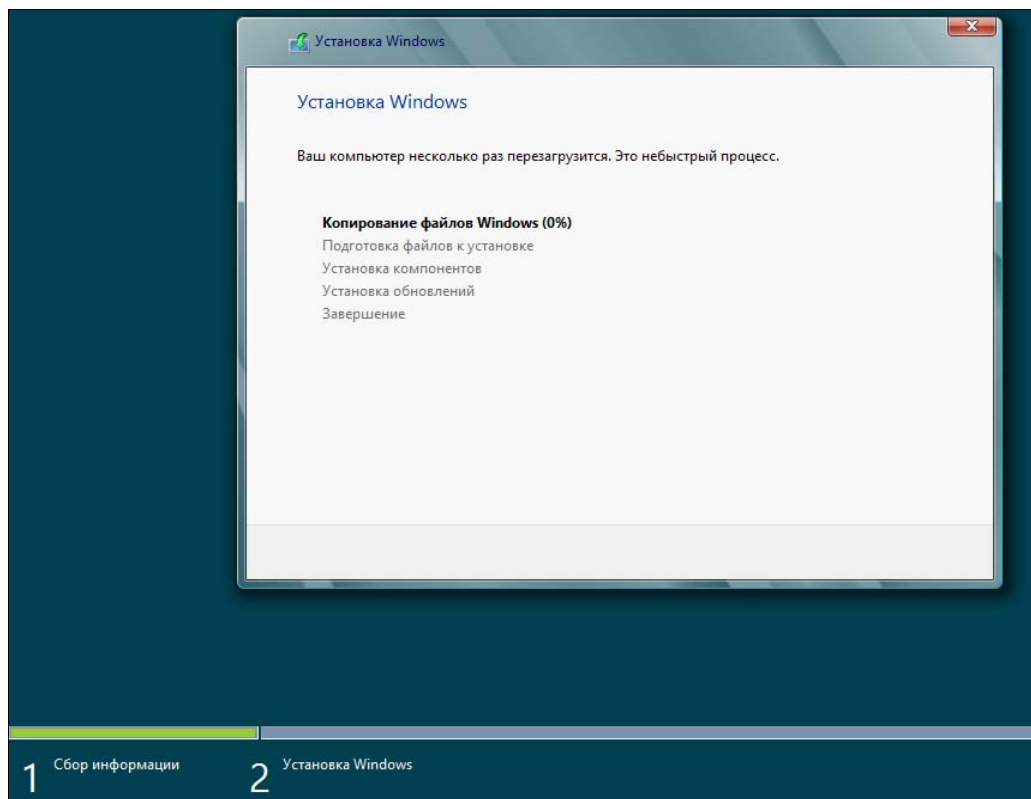 Установка Windows
Установка Windows
Ваш компьютер несколько раз перезагрузится. Это небыстрый процесс.
Копирование файлов Windows (0%)
Подготовка файлов к установке
Установка компонентов
Установка обновлений
Завершение
1 Сбор информации
2 Установка Windows